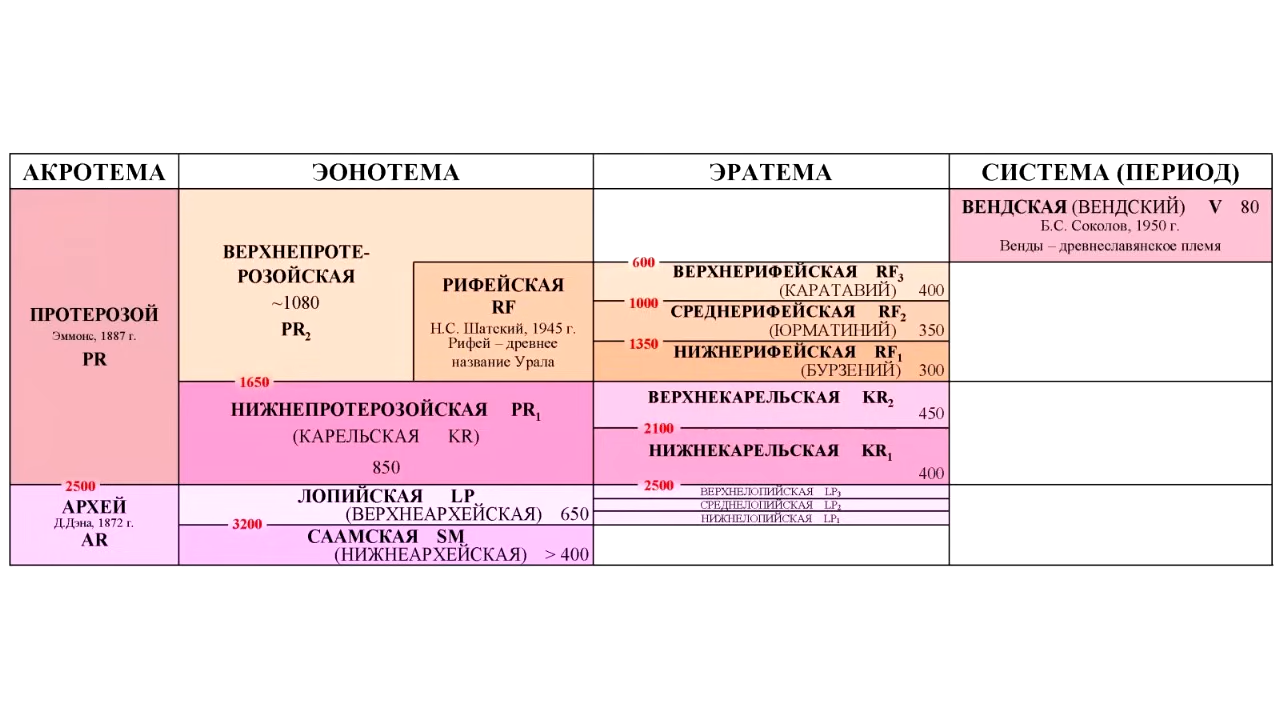 АКРОТЕМА ЭОНОТЕМА ЭРАТЕМА СИСТЕМА (ПЕРИОД)
ПРОТЕРОЗОЙ
Эммонс, 1887 г.
PR
ВЕРХНЕПРОТЕ-
РОЗОЙСКАЯ
~1080
PR2
РИФЕЙСКАЯ
RF
Н.С. Шатский, 1945 г.
Рифей – древнее
название Урала
ВЕНДСКАЯ (ВЕНДСКИЙ) V 80
Б.С. Соколов, 1950 г.
Венды – древнеславянское племя
600
ВЕРХНЕРИФЕЙСКАЯ RF3
(КАРАТАВИЙ) 400
1000
СРЕДНЕРИФЕЙСКАЯ RF2
(ЮРМАТИНИЙ) 350
1350
НИЖНЕРИФЕЙСКАЯ RF1
(БУРЗЕНИЙ) 300
1650
НИЖНЕПРОТЕРОЗОЙСКАЯ PR1
(КАРЕЛЬСКАЯ KR)
850
ВЕРХНЕКАРЕЛЬСКАЯ KR2
450
2100
НИЖНЕКАРЕЛЬСКАЯ KR1
400
2500
АРХЕЙ
Д.Дэна, 1872 г.
AR
ЛОПИЙСКАЯ LP
(ВЕРХНЕАРХЕЙСКАЯ) 650
2500
ВЕРХНЕЛОПИЙСКАЯ LP3
СРЕДНЕЛОПИЙСКАЯ LP2
НИЖНЕЛОПИЙСКАЯ LP1
3200
СААМСКАЯ SM
(НИЖНЕАРХЕЙСКАЯ) > 400